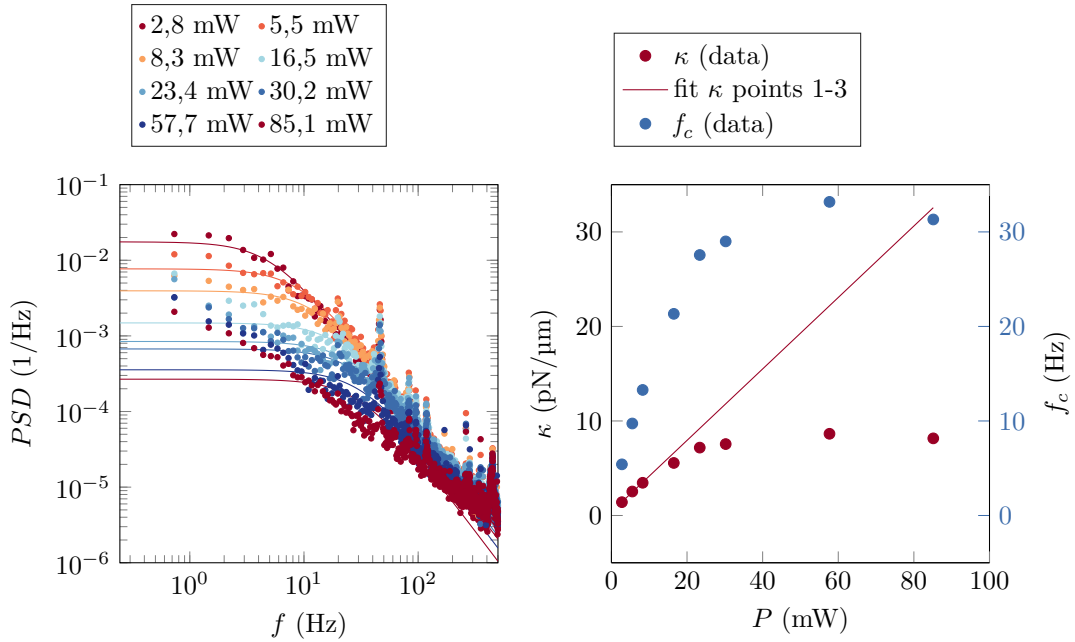 2,8 mW 5,5 mW
8,3 mW 16,5 mW
23,4 mW 30,2 mW
57,7 mW 85,1 mW
κ (data)
fit κ points 1-3
f_c (data)
10^−1
10^−2
10^−3
10^−4
10^−5
10^−6
PSD (1/Hz)
10^0 10^1 10^2
f (Hz)
30
20
10
0
κ (pN/μm)
0 20 40 60 80 100
P (mW)
30
20
10
0
f_c (Hz)